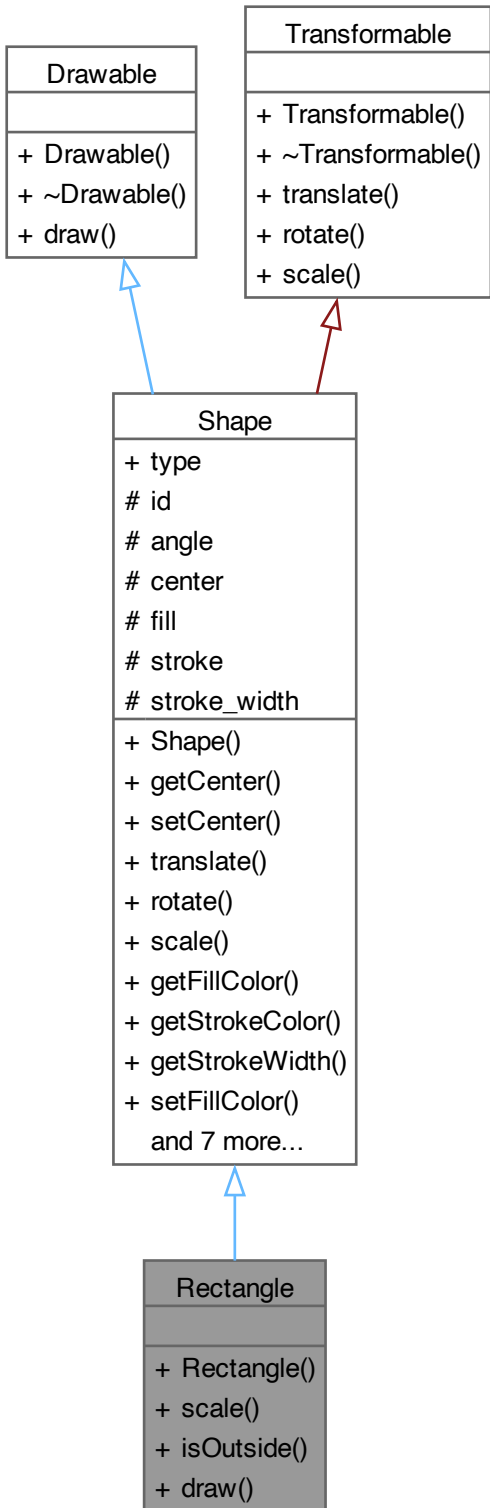 Drawable
+ Drawable()
+ ~Drawable()
+ draw()
Transformable
+ Transformable()
+ ~Transformable()
+ translate()
+ rotate()
+ scale()
Shape
+ type
# id
# angle
# center
# fill
# stroke
# stroke_width
+ Shape()
+ getCenter()
+ setCenter()
+ translate()
+ rotate()
+ scale()
+ getFillColor()
+ getStrokeColor()
+ getStrokeWidth()
+ setFillColor()
and 7 more...
Rectangle
+ Rectangle()
+ scale()
+ isOutside()
+ draw()